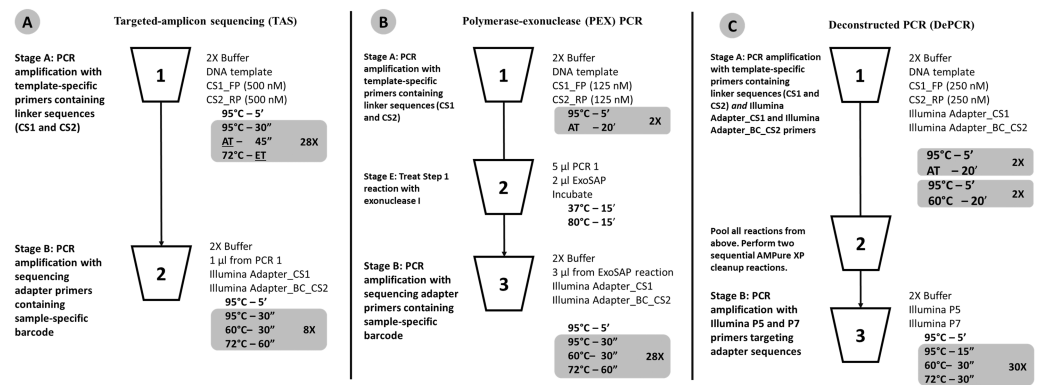 A
Targeted-amplicon sequencing (TAS)
Stage A: PCR
amplification with
template-specific
primers containing
linker sequences
(CS1 and CS2)
1
2X Buffer
DNA template
CS1_FP (500 nM)
CS2_RP (500 nM)
95°C – 5′
95°C – 30″
AT – 45″
72°C – ET
28X
Stage B: PCR
amplification with
sequencing
adapter primers
containing
sample-specific
barcode
2
2X Buffer
1 µl from PCR 1
Illumina Adapter_CS1
Illumina Adapter_BC_CS2
95°C – 5′
95°C – 30″
60°C– 30″
72°C – 60″
8X
B
Polymerase-exonuclease (PEX) PCR
Stage A: PCR
amplification with
template-specific
primers containing
linker sequences (CS1
and CS2)
1
2X Buffer
DNA template
CS1_FP (125 nM)
CS2_RP (125 nM)
95°C – 5′
AT – 20′
2X
Stage E: Treat Step 1
reaction with
exonuclease I
2
5 µl PCR 1
2 µl ExoSAP
Incubate
37°C – 15′
80°C – 15′
Stage B: PCR
amplification with
sequencing adapter
primers containing
sample-specific
barcode
3
2X Buffer
3 µl from ExoSAP reaction
Illumina Adapter_CS1
Illumina Adapter_BC_CS2
95°C – 5′
95°C – 30″
60°C– 30″
72°C – 60″
28X
C
Deconstructed PCR (DePCR)
Stage A: PCR amplification
with template-specific
primers containing
linker sequences (CS1 and
CS2) and Illumina
Adapter_CS1 and Illumina
Adapter_BC_CS2 primers
1
2X Buffer
DNA template
CS1_FP (250 nM)
CS2_RP (250 nM)
Illumina Adapter_CS1
Illumina Adapter_BC_CS2
95°C – 5′
AT – 20′
2X
95°C – 5′
60°C – 20′
2X
Pool all reactions from
above. Perform two
sequential AMPure XP
cleanup reactions.
2
Stage B: PCR
amplification with
Illumina P5 and P7
primers targeting
adapter sequences
3
2X Buffer
Illumina P5
Illumina P7
95°C – 5′
95°C – 15″
60°C– 30″
72°C – 30″
30X